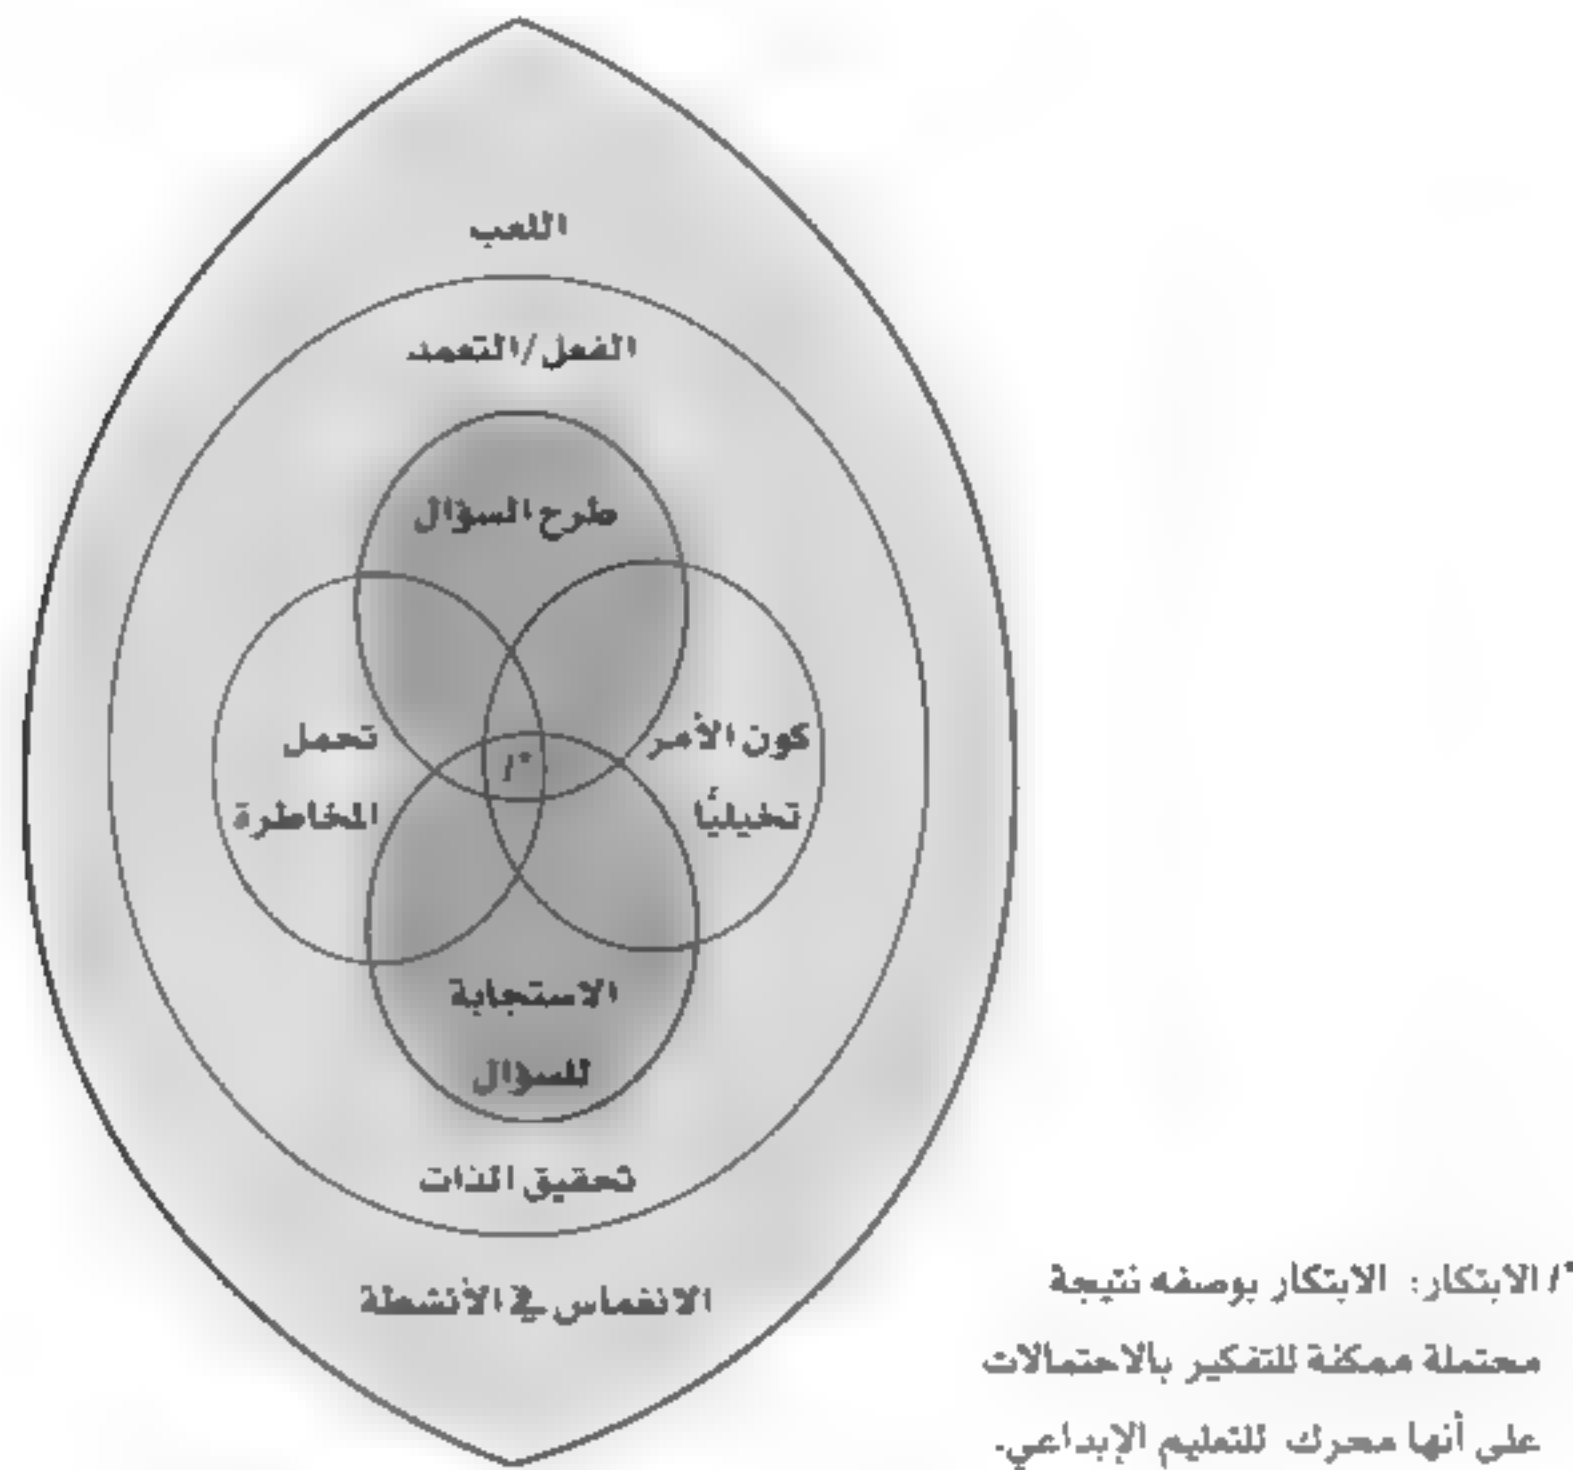 اللعب
الفعل/التعمد
طرح السؤال
كون الأمر
تخيليًا
تحمل
المخاطرة
*/
الاستجابة
للسؤال
تحقيق الذات
الانغماس في الأنشطة
*/ الابتكار: الابتكار بوصفه نتيجة
محتملة ممكنة للتفكير بالاحتمالات
على أنها محرك للتعليم الإبداعي.